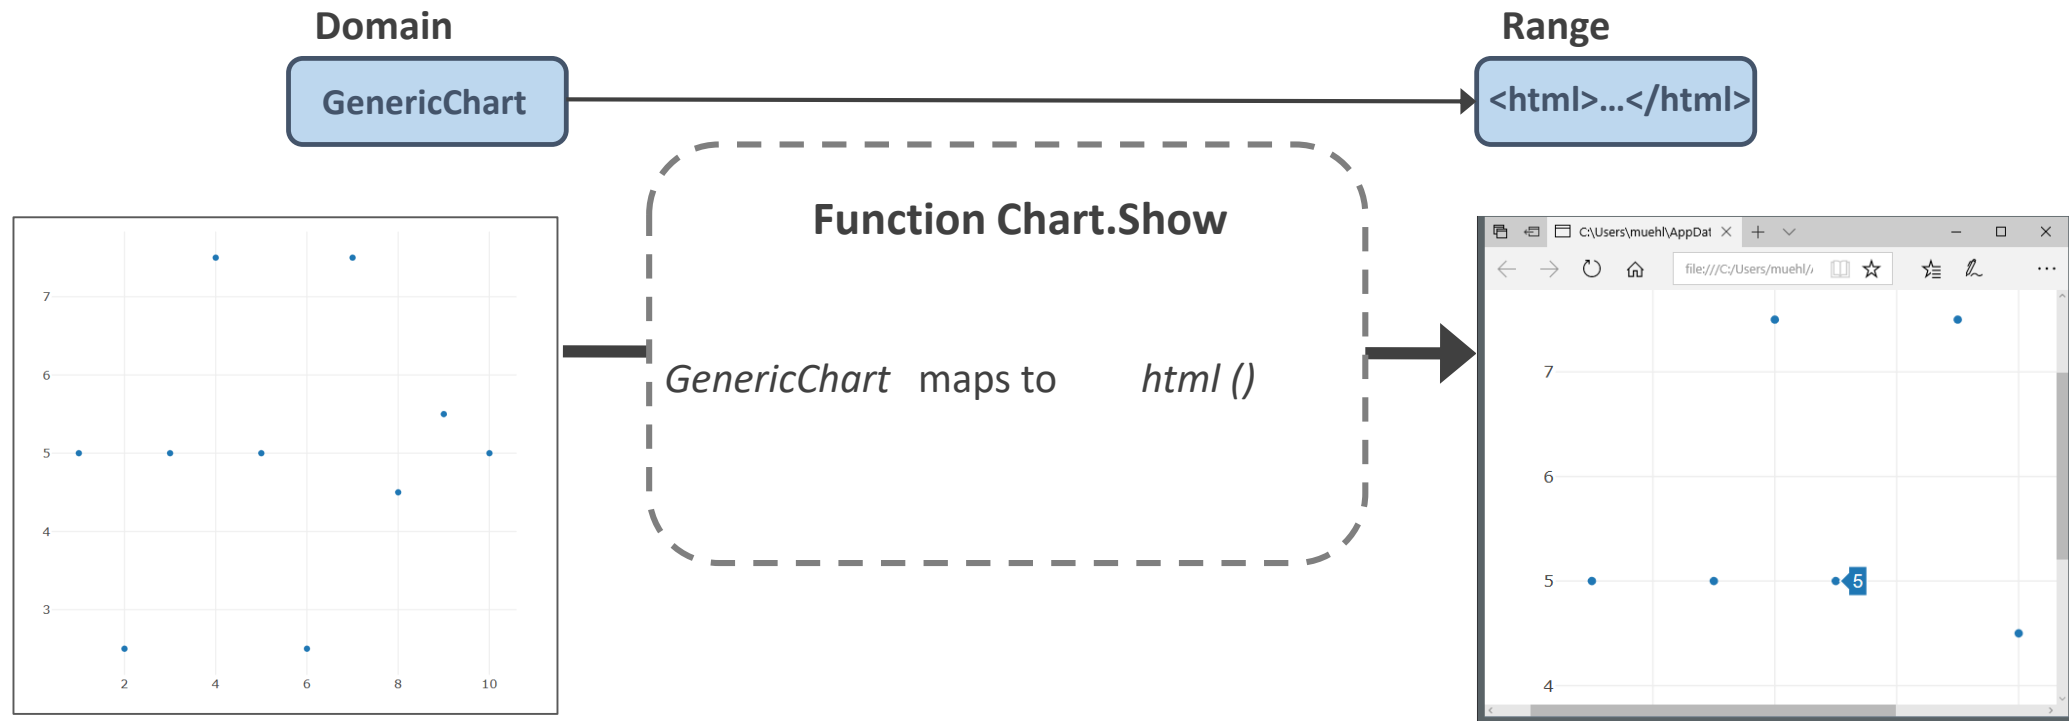 Domain
Range
GenericChart
<html>...</html>
Function Chart.Show
GenericChart maps to html ()
7
6
5
4
3
2 4 6 8 10
C:\Users\muehl\AppDat
file:///C:/Users/muehl/
7
6
5
5
4